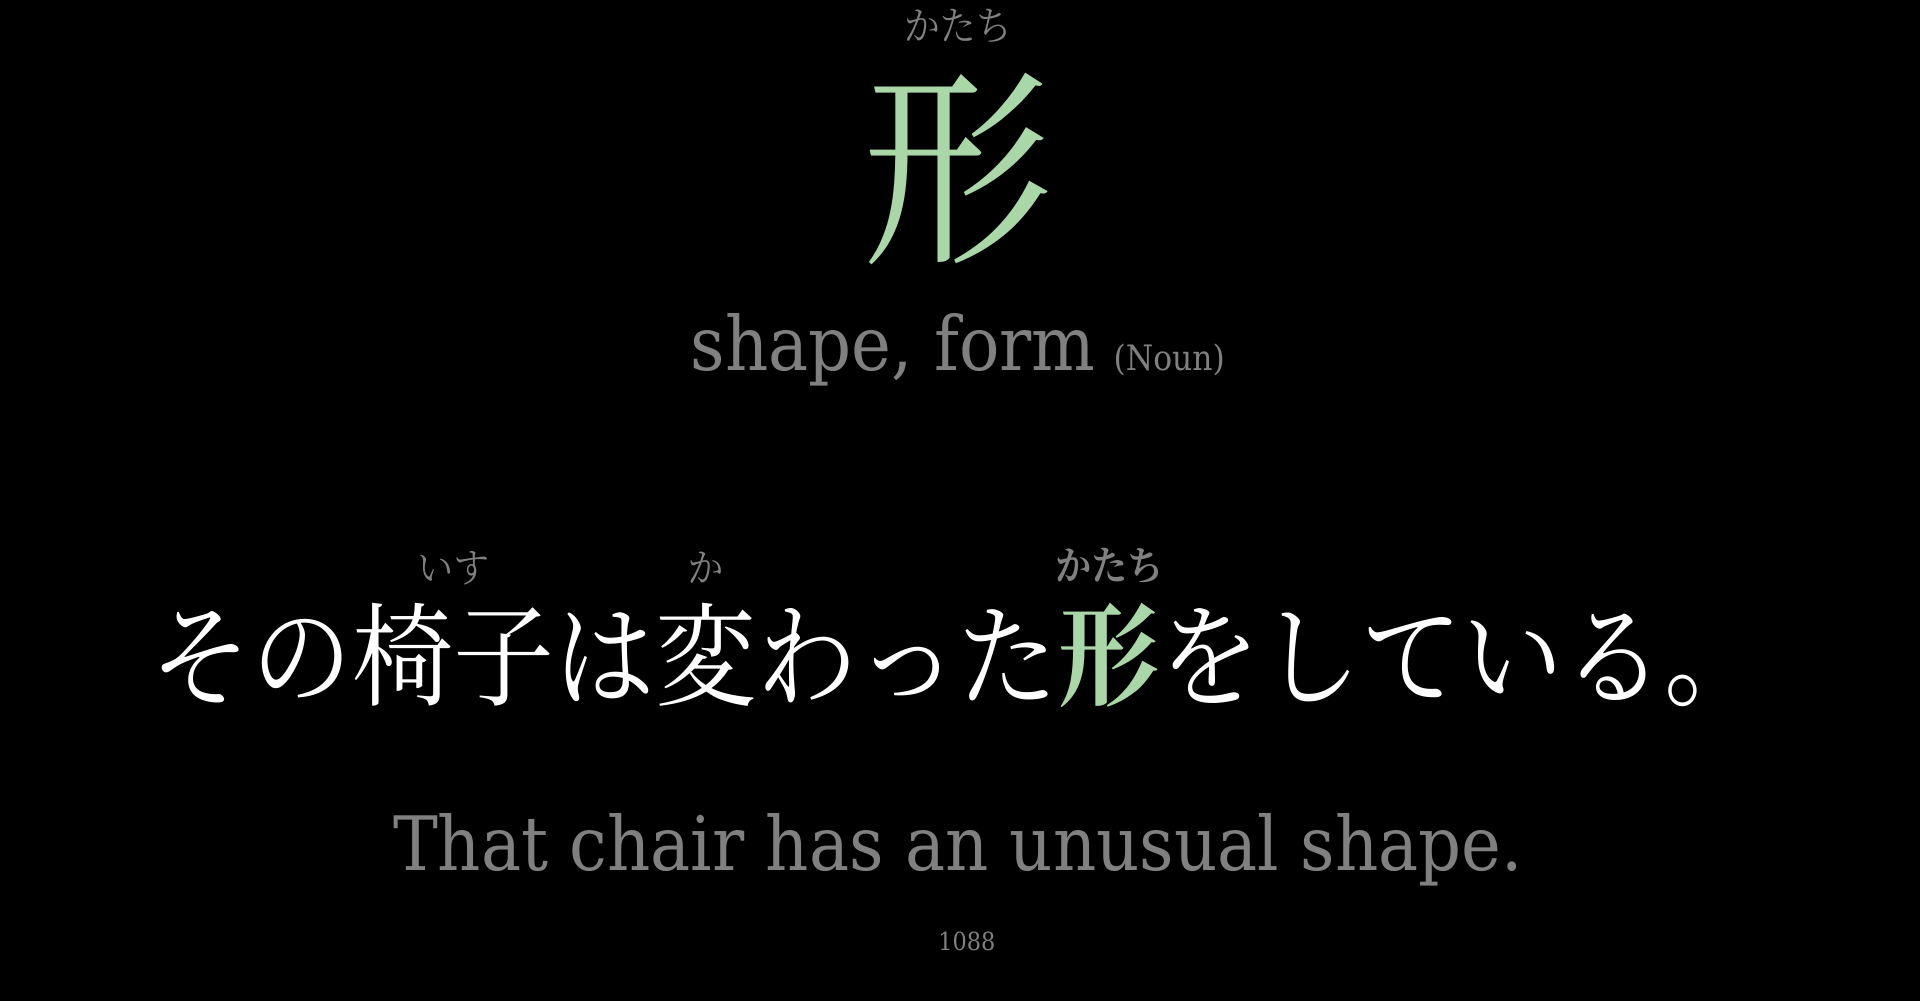 かたち
形
shape, form (Noun)
いす か かたち
その椅子は変わった形をしている。
That chair has an unusual shape.
1088